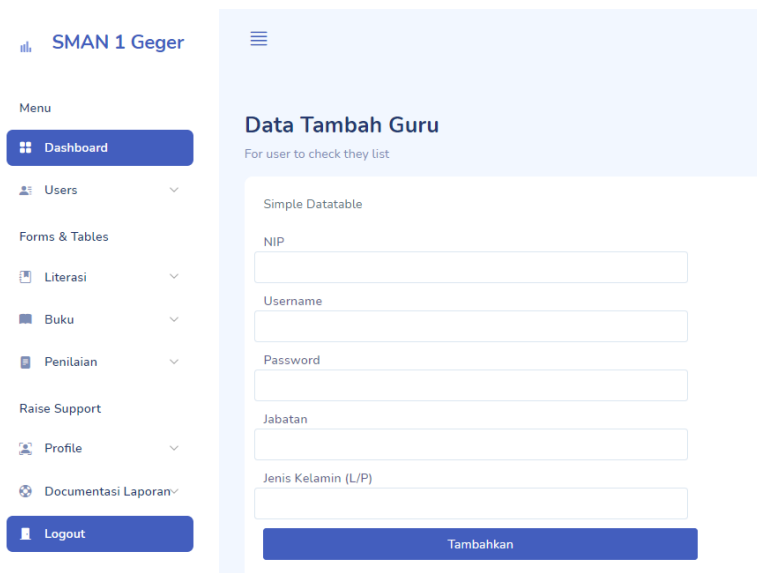 SMAN 1 Geger
Menu
Dashboard
Users
Forms & Tables
Literasi
Buku
Penilaian
Raise Support
Profile
Documentasi Laporan
Logout
Data Tambah Guru
For user to check they list
Simple Datatable
NIP
Username
Password
Jabatan
Jenis Kelamin (L/P)
Tambahkan